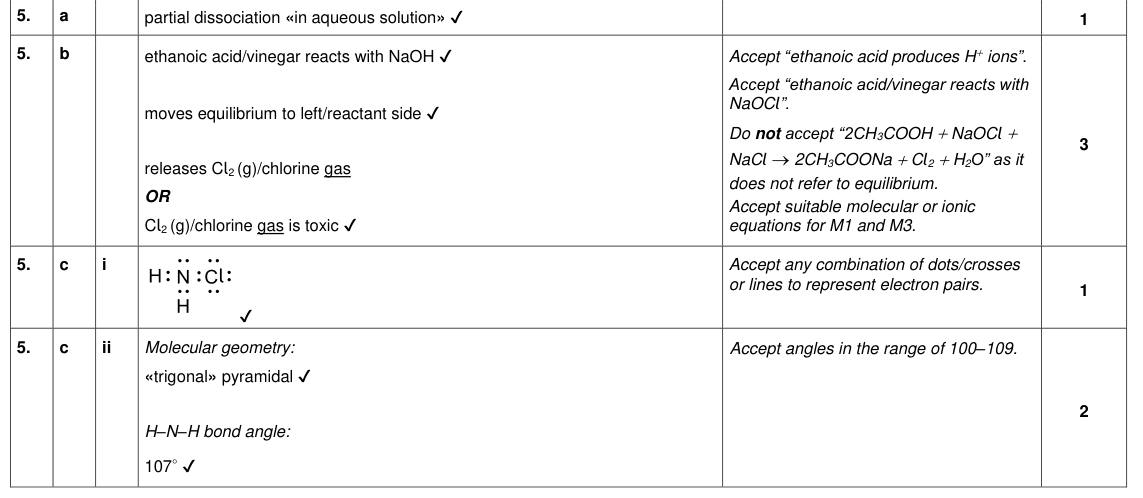 5. a partial dissociation «in aqueous solution» ✓ 1
5. b ethanoic acid/vinegar reacts with NaOH ✓
moves equilibrium to left/reactant side ✓
releases Cl₂ (g)/chlorine gas
OR
Cl₂ (g)/chlorine gas is toxic ✓
Accept “ethanoic acid produces H⁺ ions”.
Accept “ethanoic acid/vinegar reacts with
NaOCl”.
Do not accept “2CH₃COOH + NaOCl +
NaCl → 2CH₃COONa + Cl₂ + H₂O” as it
does not refer to equilibrium.
Accept suitable molecular or ionic
equations for M1 and M3.
3
5. c i
H : N : Cl :
H
✓
Accept any combination of dots/crosses
or lines to represent electron pairs.
1
5. c ii Molecular geometry:
«trigonal» pyramidal ✓
H–N–H bond angle:
107° ✓
Accept angles in the range of 100–109.
2